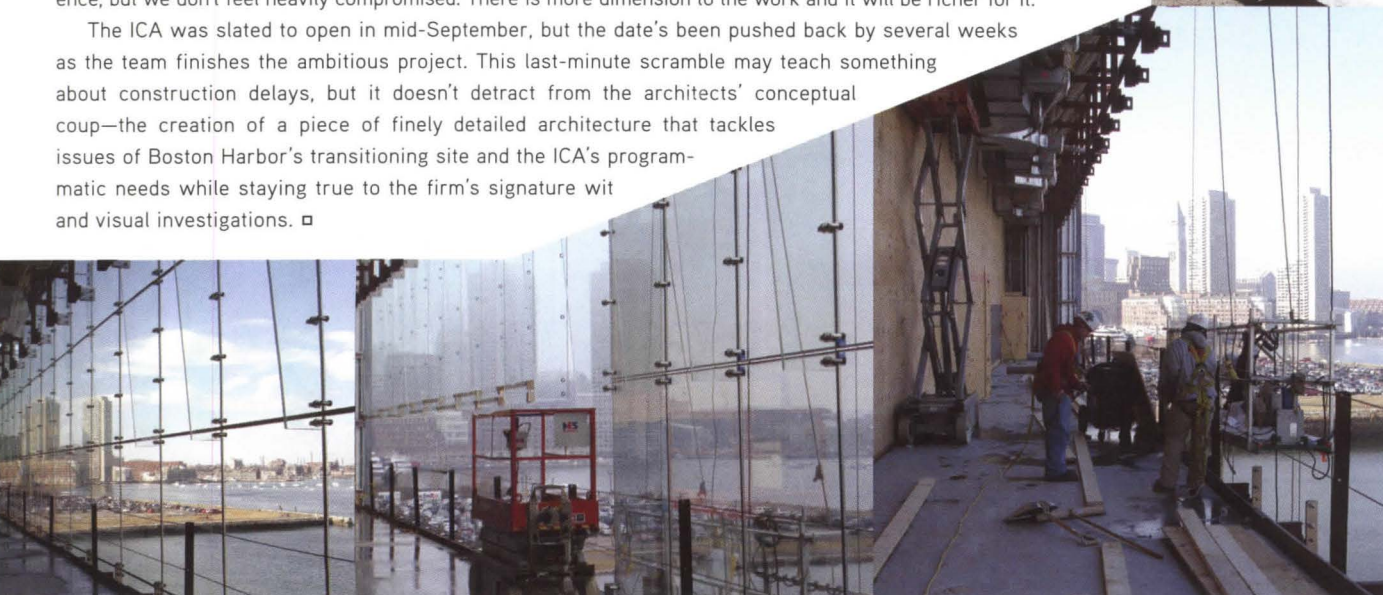 ence, but we don't feel heavily compromised. There is more dimension to the work and it will be richer for it.
The ICA was slated to open in mid-September, but the date's been pushed back by several weeks
as the team finishes the ambitious project. This last-minute scramble may teach something
about construction delays, but it doesn't detract from the architects' conceptual
coup—the creation of a piece of finely detailed architecture that tackles
issues of Boston Harbor's transitioning site and the ICA's program-
matic needs while staying true to the firm's signature wit
and visual investigations.